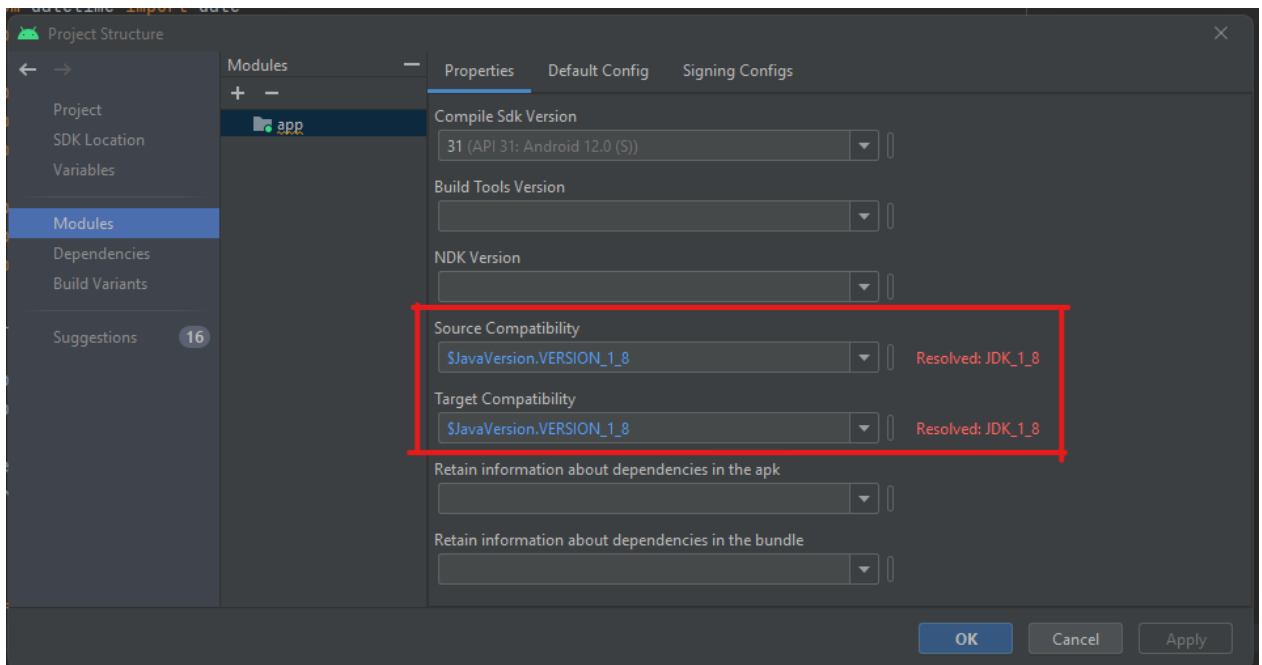 datetime import date
Project Structure
Project
SDK Location
Variables
Modules
Dependencies
Build Variants
Suggestions 16
Modules
app
Properties Default Config Signing Configs
Compile Sdk Version
31 (API 31: Android 12.0 (S))
Build Tools Version
NDK Version
Source Compatibility
$JavaVersion.VERSION_1_8 Resolved: JDK_1_8
Target Compatibility
$JavaVersion.VERSION_1_8 Resolved: JDK_1_8
Retain information about dependencies in the apk
Retain information about dependencies in the bundle
OK Cancel Apply